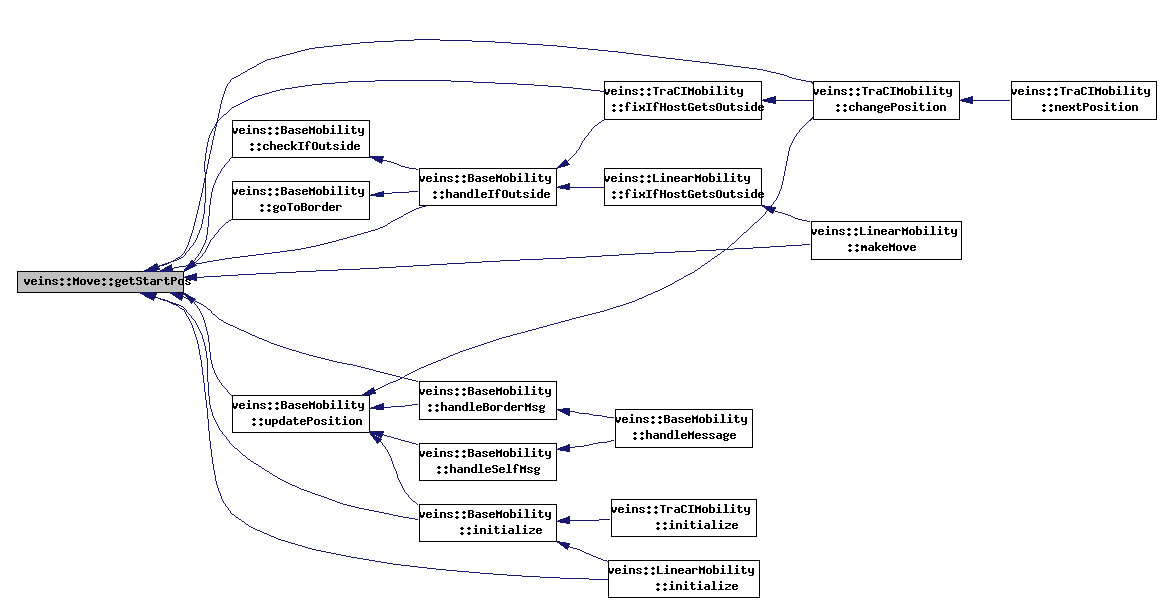 veins::TraCIMobility
::fixIfHostGetsOutside
veins::TraCIMobility
::changePosition
veins::TraCIMobility
::nextPosition
veins::BaseMobility
::checkIfOutside
veins::BaseMobility
::handleIfOutside
veins::LinearMobility
::fixIfHostGetsOutside
veins::BaseMobility
::goToBorder
veins::LinearMobility
::makeMove
veins::Move::getStartPos
veins::BaseMobility
::handleBorderMsg
veins::BaseMobility
::updatePosition
veins::BaseMobility
::handleMessage
veins::BaseMobility
::handleSelfMsg
veins::BaseMobility
::initialize
veins::TraCIMobility
::initialize
veins::LinearMobility
::initialize